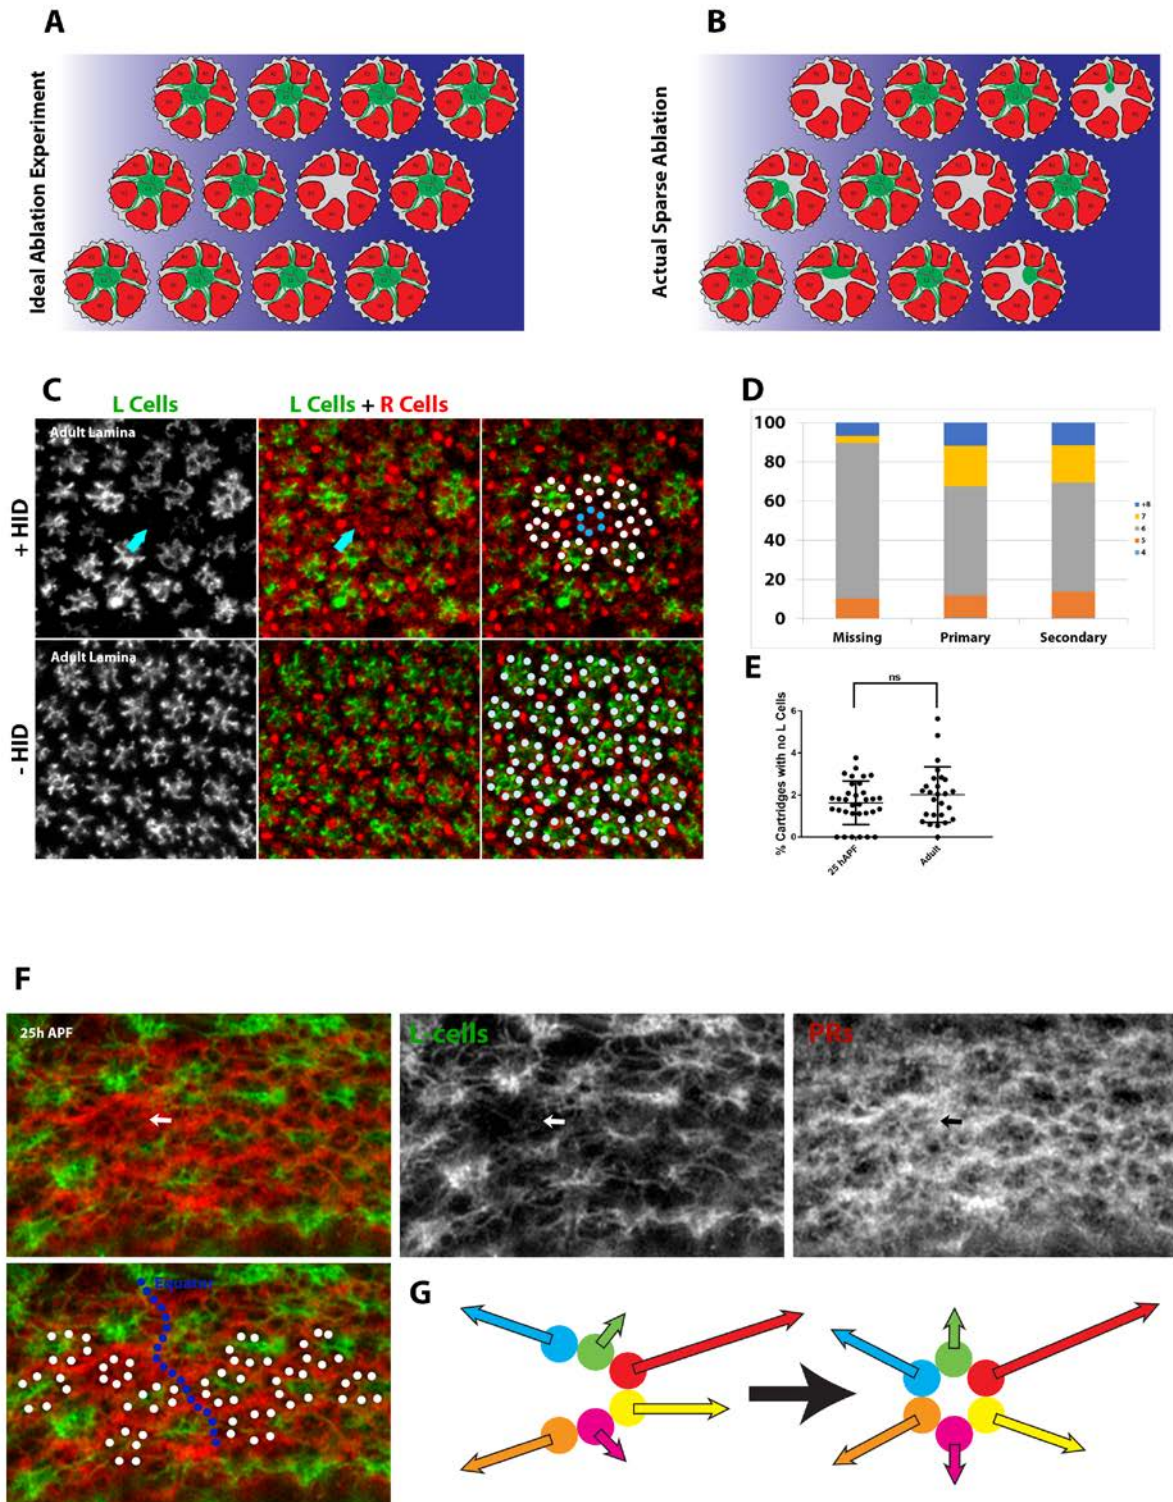 A
B
Ideal Ablation Experiment
Actual Sparse Ablation
C
L Cells
L Cells + R Cells
D
+ HID
Adult Lamina
- HID
Adult Lamina
100
80
60
40
20
0
Missing
Primary
Secondary
+8
7
6
5
4
E
ns
% Cartridges with no L Cells
6
4
2
0
25 hAPF
Adult
F
25h APF
L-cells
PRs
Equator
G